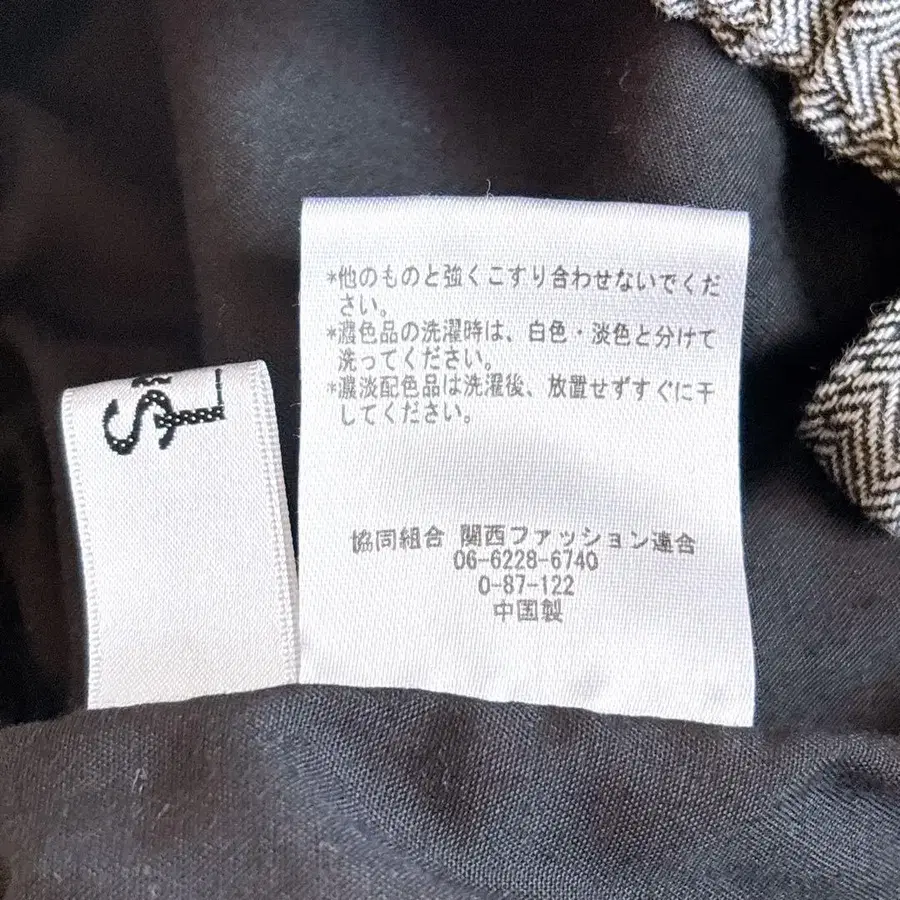 *他のものと強くこすり合わせないでくだ
さい。
*濃色品の洗濯時は、白色・淡色と分けて
洗ってください。
*濃淡配色品は洗濯後、放置せずすぐに干
してください。
協同組合 関西ファッション連合
06-6228-6740
0-87-122
中国製